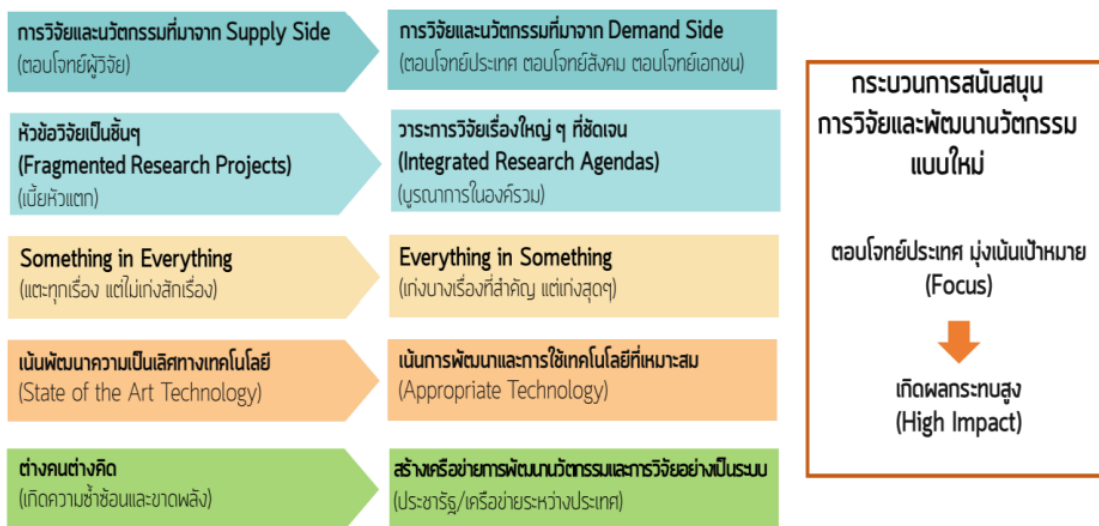 การวิจัยและนวัตกรรมที่มาจาก Supply Side
(ตอบโจทย์ผู้วิจัย)
การวิจัยและนวัตกรรมที่มาจาก Demand Side
(ตอบโจทย์ประเทศ ตอบโจทย์สังคม ตอบโจทย์เอกชน)
หัวข้อวิจัยเป็นชิ้นๆ
(Fragmented Research Projects)
(เบี้ยหัวแตก)
วาระการวิจัยเรื่องใหญ่ ๆ ที่ชัดเจน
(Integrated Research Agendas)
(บูรณาการในองค์รวม)
Something in Everything
(แตะทุกเรื่อง แต่ไม่เก่งสักเรื่อง)
Everything in Something
(เก่งบางเรื่องที่สำคัญ แต่เก่งสุดๆ)
เน้นพัฒนาความเป็นเลิศทางเทคโนโลยี
(State of the Art Technology)
เน้นการพัฒนาและการใช้เทคโนโลยีที่เหมาะสม
(Appropriate Technology)
ต่างคนต่างคิด
(เกิดความซ้ำซ้อนและขาดพลัง)
สร้างเครือข่ายการพัฒนานวัตกรรมและการวิจัยอย่างเป็นระบบ
(ประชารัฐ/เครือข่ายระหว่างประเทศ)
กระบวนการสนับสนุน
การวิจัยและพัฒนานวัตกรรม
แบบใหม่
ตอบโจทย์ประเทศ มุ่งเน้นเป้าหมาย
(Focus)
เกิดผลกระทบสูง
(High Impact)